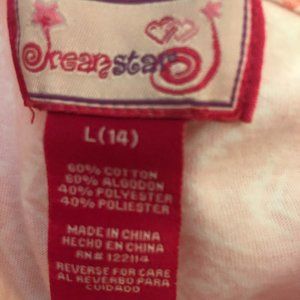 Dreamstar
L(14)
60% COTTON
60% ALGODON
40% POLYESTER
40% POLIESTER
MADE IN CHINA
HECHO EN CHINA
RN# 122114
REVERSE FOR CARE
AL REVERBO PARA
CUIDADO